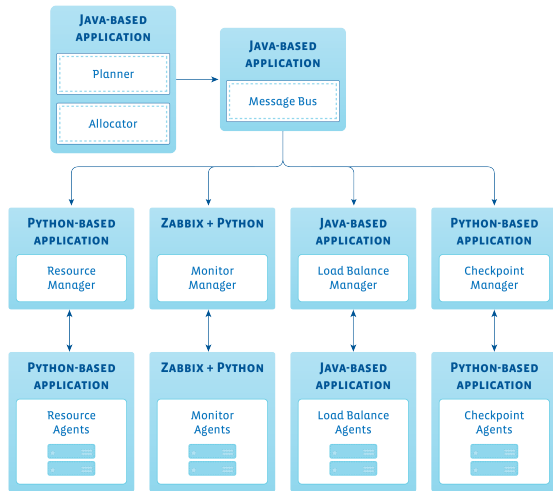 JAVA-BASED
APPLICATION
Planner
Allocator
JAVA-BASED
APPLICATION
Message Bus
PYTHON-BASED
APPLICATION
Resource
Manager
ZABBIX + PYTHON
Monitor
Manager
JAVA-BASED
APPLICATION
Load Balance
Manager
PYTHON-BASED
APPLICATION
Checkpoint
Manager
PYTHON-BASED
APPLICATION
Resource
Agents
ZABBIX + PYTHON
Monitor
Agents
JAVA-BASED
APPLICATION
Load Balance
Agents
PYTHON-BASED
APPLICATION
Checkpoint
Agents